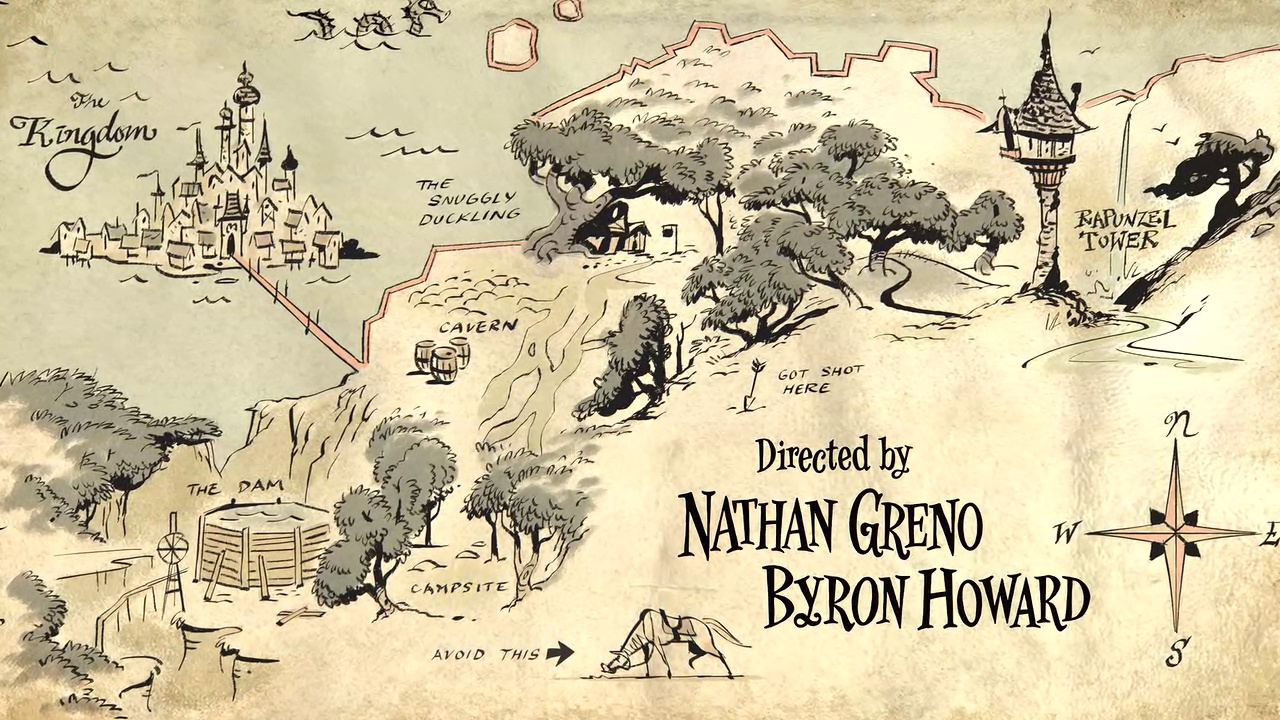 The
Kingdom
THE
SNUGGLY
DUCKLING
RAPUNZEL
TOWER
CAVERN
GOT SHOT
HERE
THE DAM
CAMPSITE
AVOID THIS
Directed by
NATHAN GRENO
BYRON HOWARD
N
W
E
S